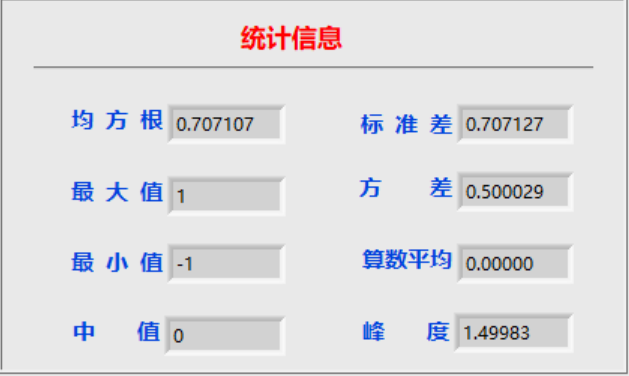 统计信息
均方根 0.707107 标准差 0.707127
最大值 1 方差 0.500029
最小值 -1 算数平均 0.00000
中值 0 峰度 1.49983